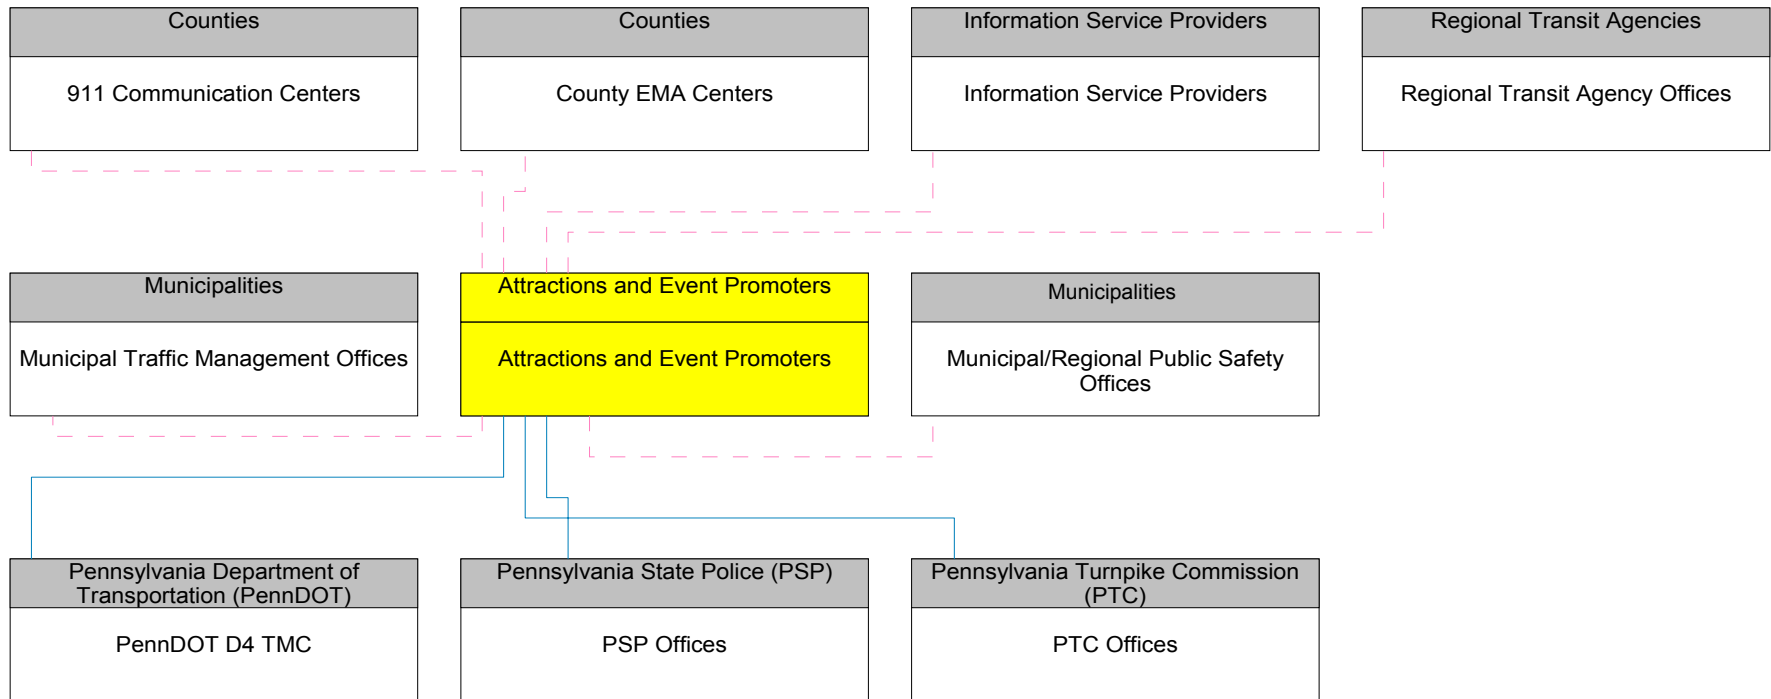 Counties
911 Communication Centers
Counties
County EMA Centers
Information Service Providers
Information Service Providers
Regional Transit Agencies
Regional Transit Agency Offices
Municipalities
Municipal Traffic Management Offices
Attractions and Event Promoters
Attractions and Event Promoters
Municipalities
Municipal/Regional Public Safety
Offices
Pennsylvania Department of
Transportation (PennDOT)
PennDOT D4 TMC
Pennsylvania State Police (PSP)
PSP Offices
Pennsylvania Turnpike Commission
(PTC)
PTC Offices